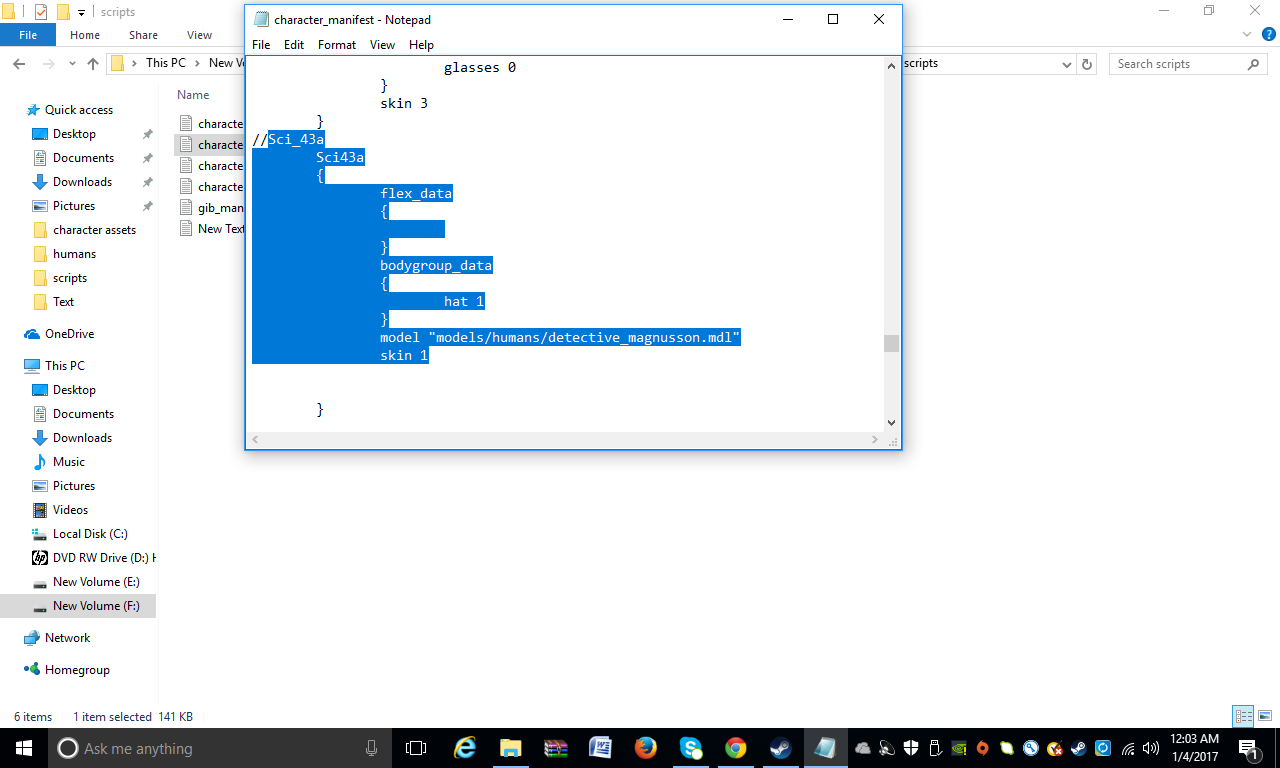 scripts
File Home Share View
This PC New Vo
scripts
Search scripts
Quick access
Desktop
Documents
Downloads
Pictures
character assets
humans
scripts
Text
OneDrive
This PC
Desktop
Documents
Downloads
Music
Pictures
Videos
Local Disk (C:)
DVD RW Drive (D:) H
New Volume (E:)
New Volume (F:)
Network
Homegroup
Name
characte
characte
characte
characte
gib_man
New Text
character_manifest - Notepad
File Edit Format View Help
glasses 0
}
skin 3
}
//Sci_43a
Sci43a
{
flex_data
{
}
bodygroup_data
{
hat 1
}
model "models/humans/detective_magnusson.mdl"
skin 1
}
6 items 1 item selected 141 KB
Ask me anything
12:03 AM
1/4/2017
1